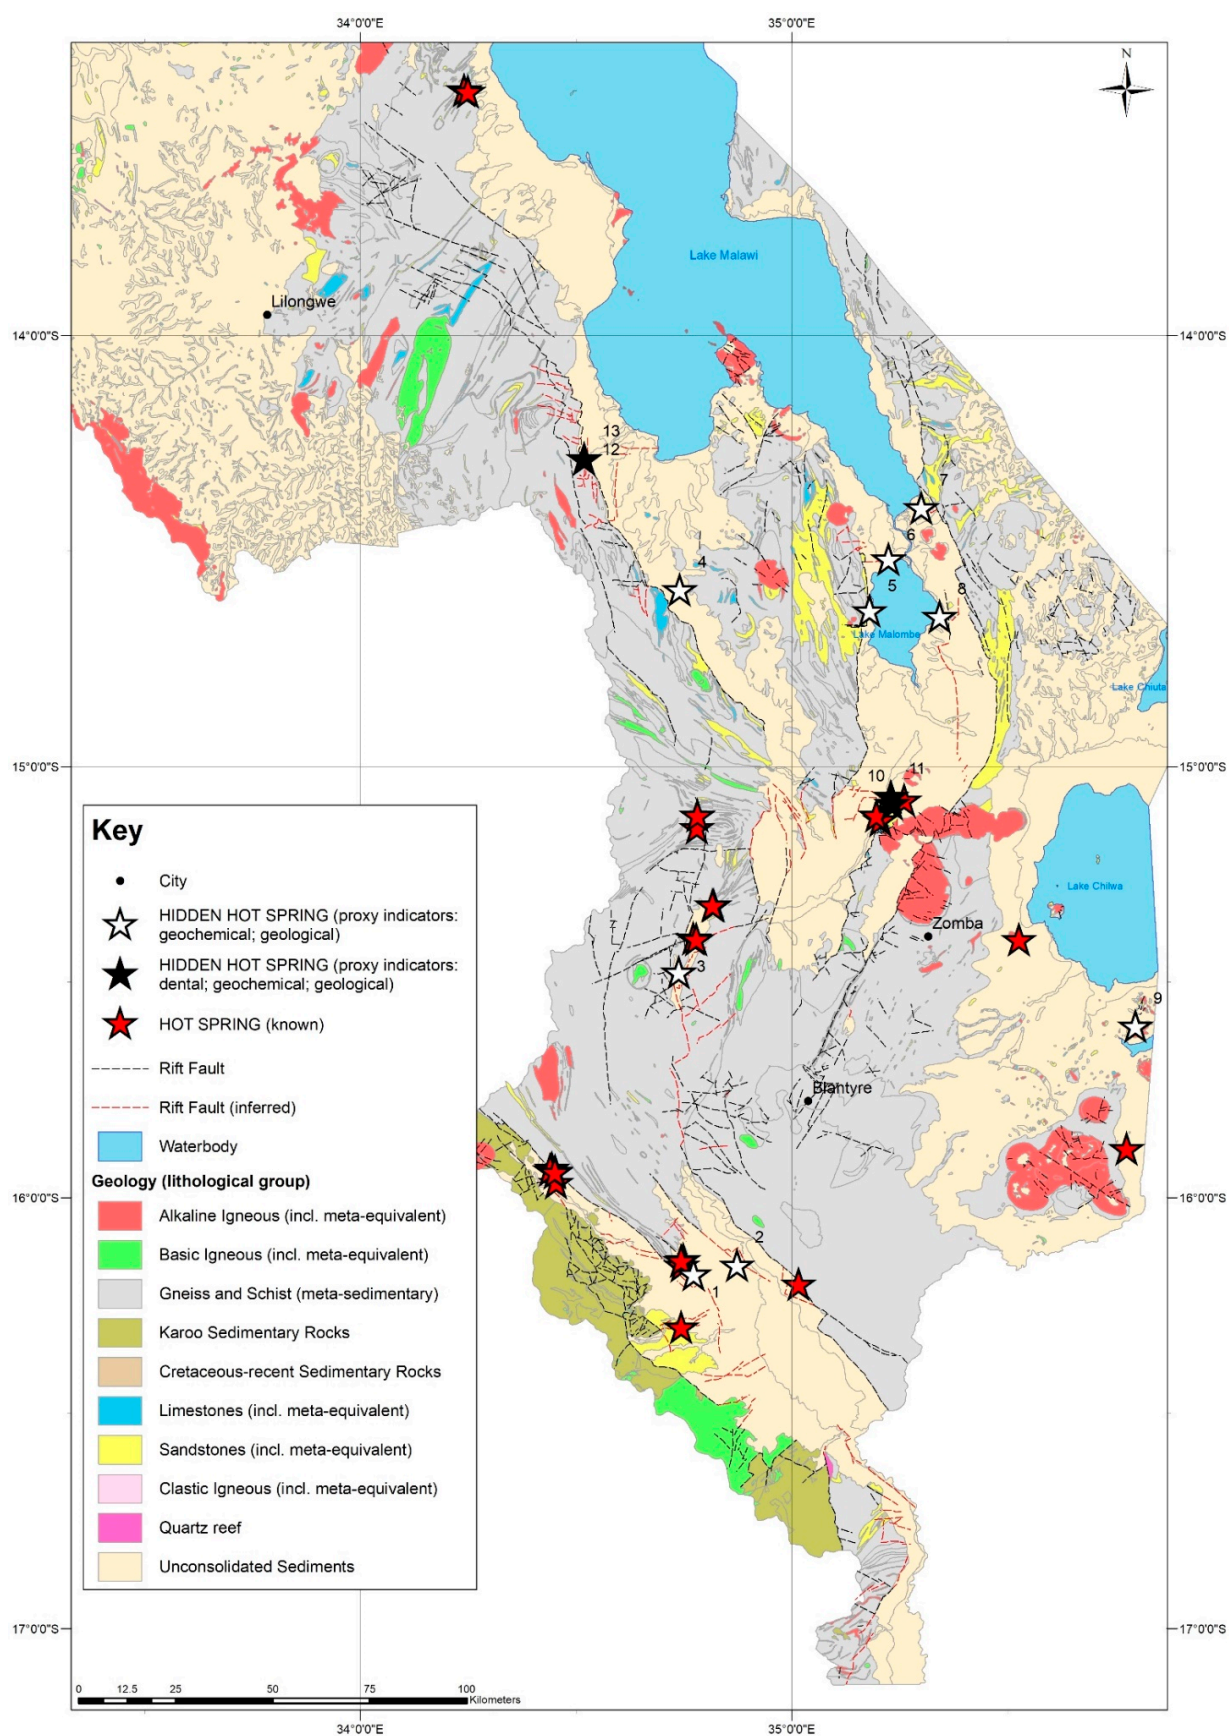 34°0'0"E 35°0'0"E
N
Lake Malawi
Lilongwe
14°0'0"S 14°0'0"S
13
12
7
6
4
5
8
Lake Malombe
Lake Chiuta
15°0'0"S 15°0'0"S
10
11
Lake Chilwa
Zomba
3
9
Blantyre
16°0'0"S
2
1
17°0'0"S 17°0'0"S
Key
City
HIDDEN HOT SPRING (proxy indicators:
geochemical; geological)
HIDDEN HOT SPRING (proxy indicators:
dental; geochemical; geological)
HOT SPRING (known)
Rift Fault
Rift Fault (inferred)
Waterbody
Geology (lithological group)
Alkaline Igneous (incl. meta-equivalent)
Basic Igneous (incl. meta-equivalent)
Gneiss and Schist (meta-sedimentary)
Karoo Sedimentary Rocks
Cretaceous-recent Sedimentary Rocks
Limestones (incl. meta-equivalent)
Sandstones (incl. meta-equivalent)
Clastic Igneous (incl. meta-equivalent)
Quartz reef
Unconsolidated Sediments
0 12.5 25 50 75 100
Kilometers
34°0'0"E 35°0'0"E